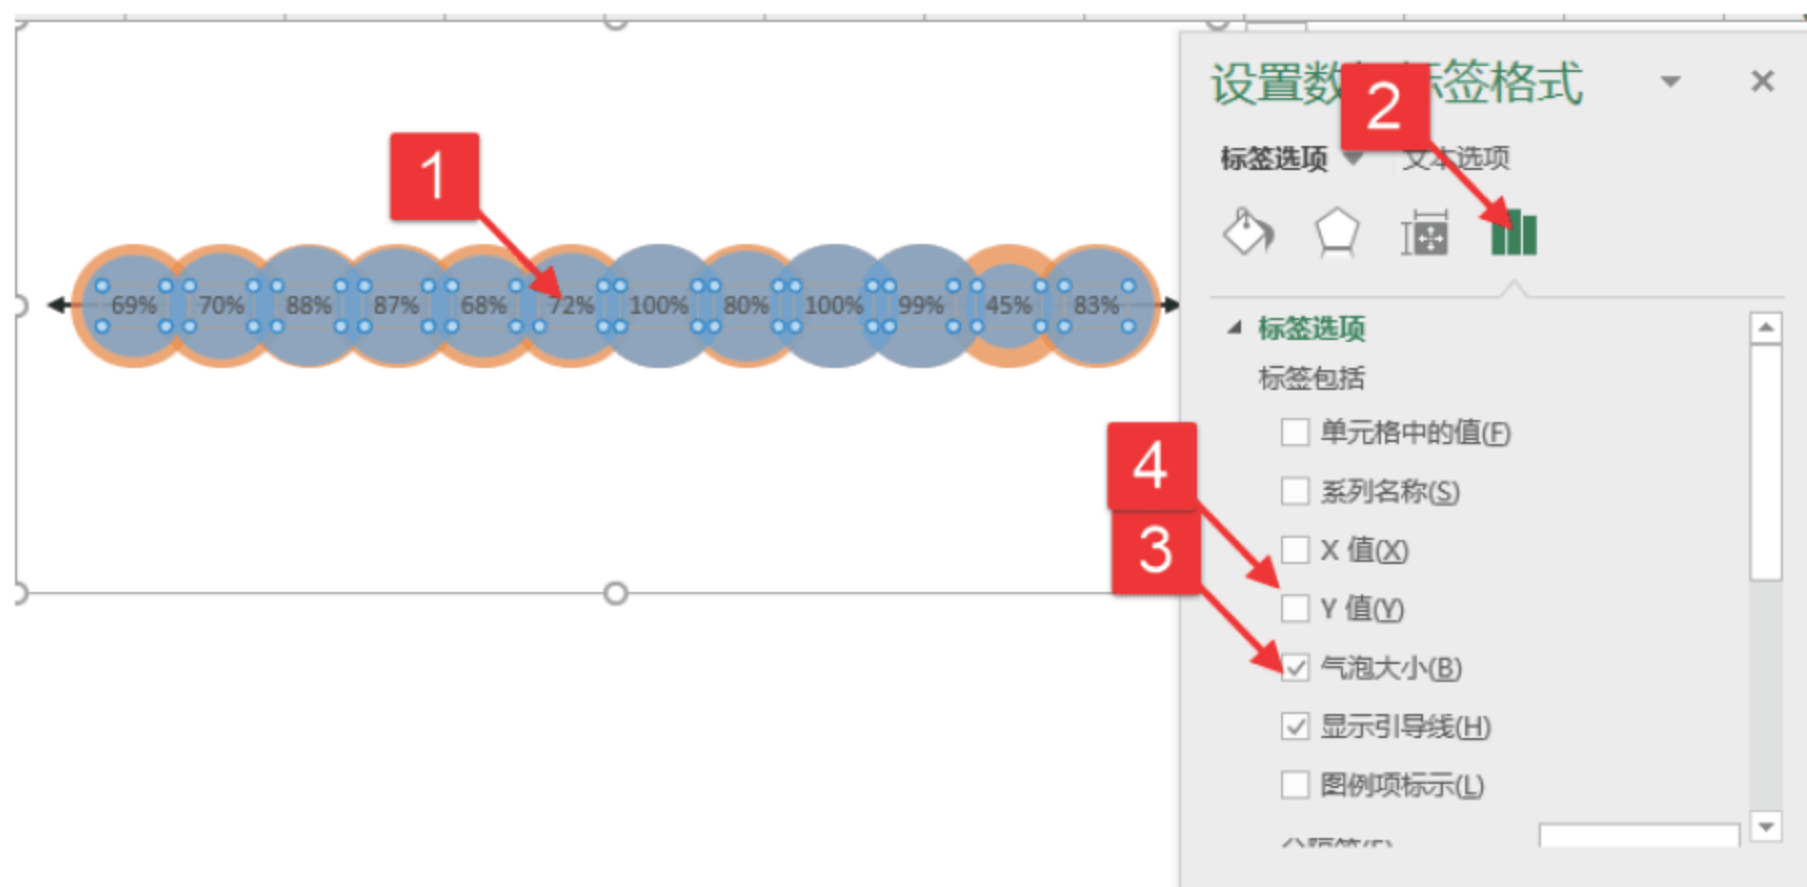 设置数 标签格式
2
1
标签选项 文本选项
69% 70% 88% 87% 68% 72% 100% 80% 100% 99% 45% 83%
标签选项
标签包括
单元格中的值(F)
4
系列名称(S)
3
X 值(X)
Y 值(Y)
气泡大小(B)
显示引导线(H)
图例项标示(L)